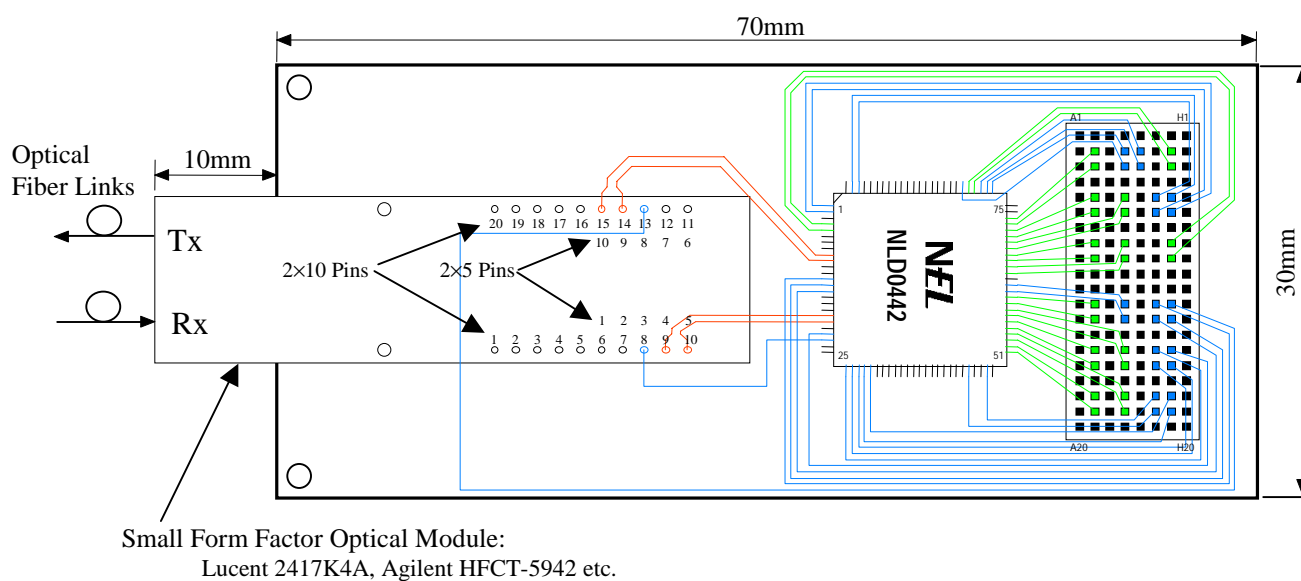 70mm
10mm
30mm
Optical
Fiber Links
Tx
Rx
20 19 18 17 16 15 14 13 12 11
10 9 8 7 6
2×10 Pins
2×5 Pins
1 2 3 4 5
1 2 3 4 5 6 7 8 9 10
1
75
NEL
NLD0442
25
51
A1
H1
A20
H20
Small Form Factor Optical Module:
Lucent 2417K4A, Agilent HFCT-5942 etc.